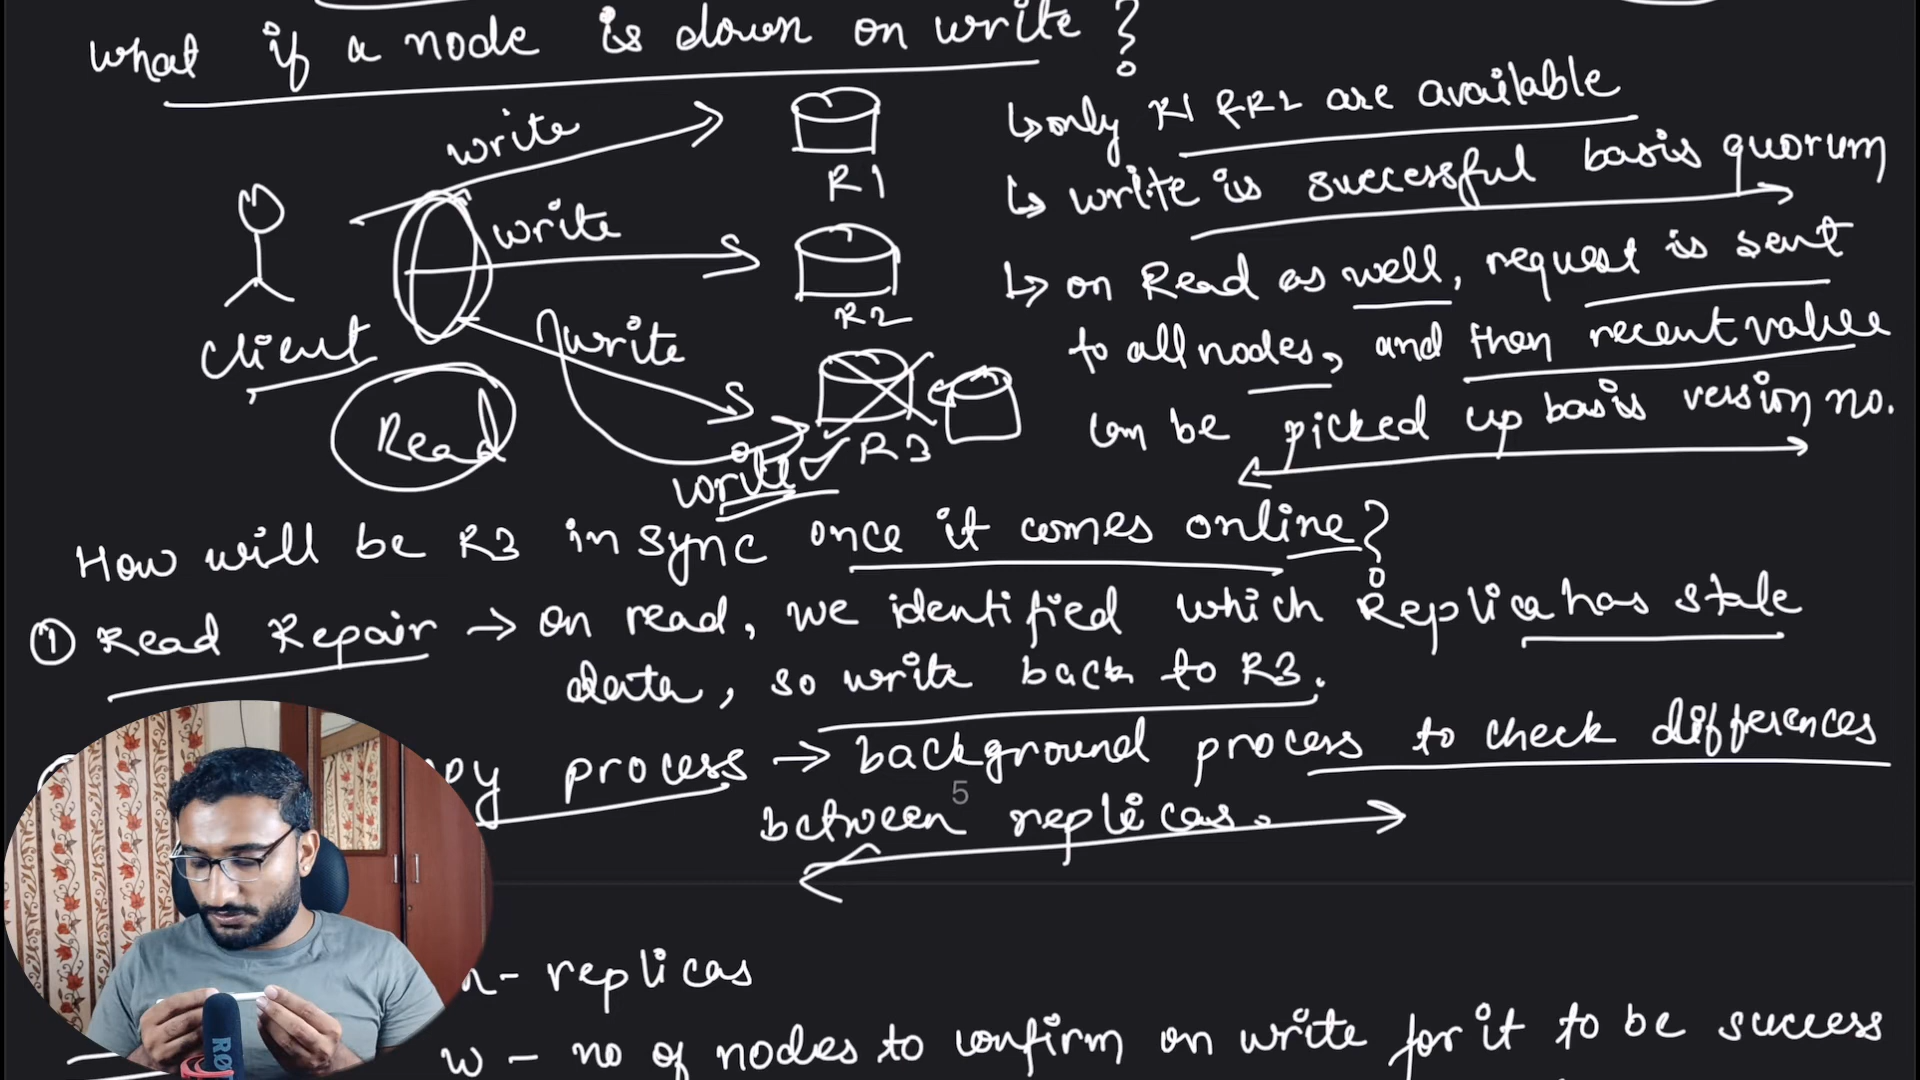 what if a node is down on write?
write
R1
write
R2
write
R3
write
client
Read
↳ only R1 & R2 are available
↳ write is successful basis quorum
↳ on Read as well, request is sent
to all nodes, and then recent value
can be picked up basis version no.
How will be R3 in sync once it comes online?
① Read Repair → on read, we identified which Replica has stale
data, so write back to R3.
opy process → background process to check differences
between replicas.
5
n - replicas
w - no of nodes to confirm on write for it to be success